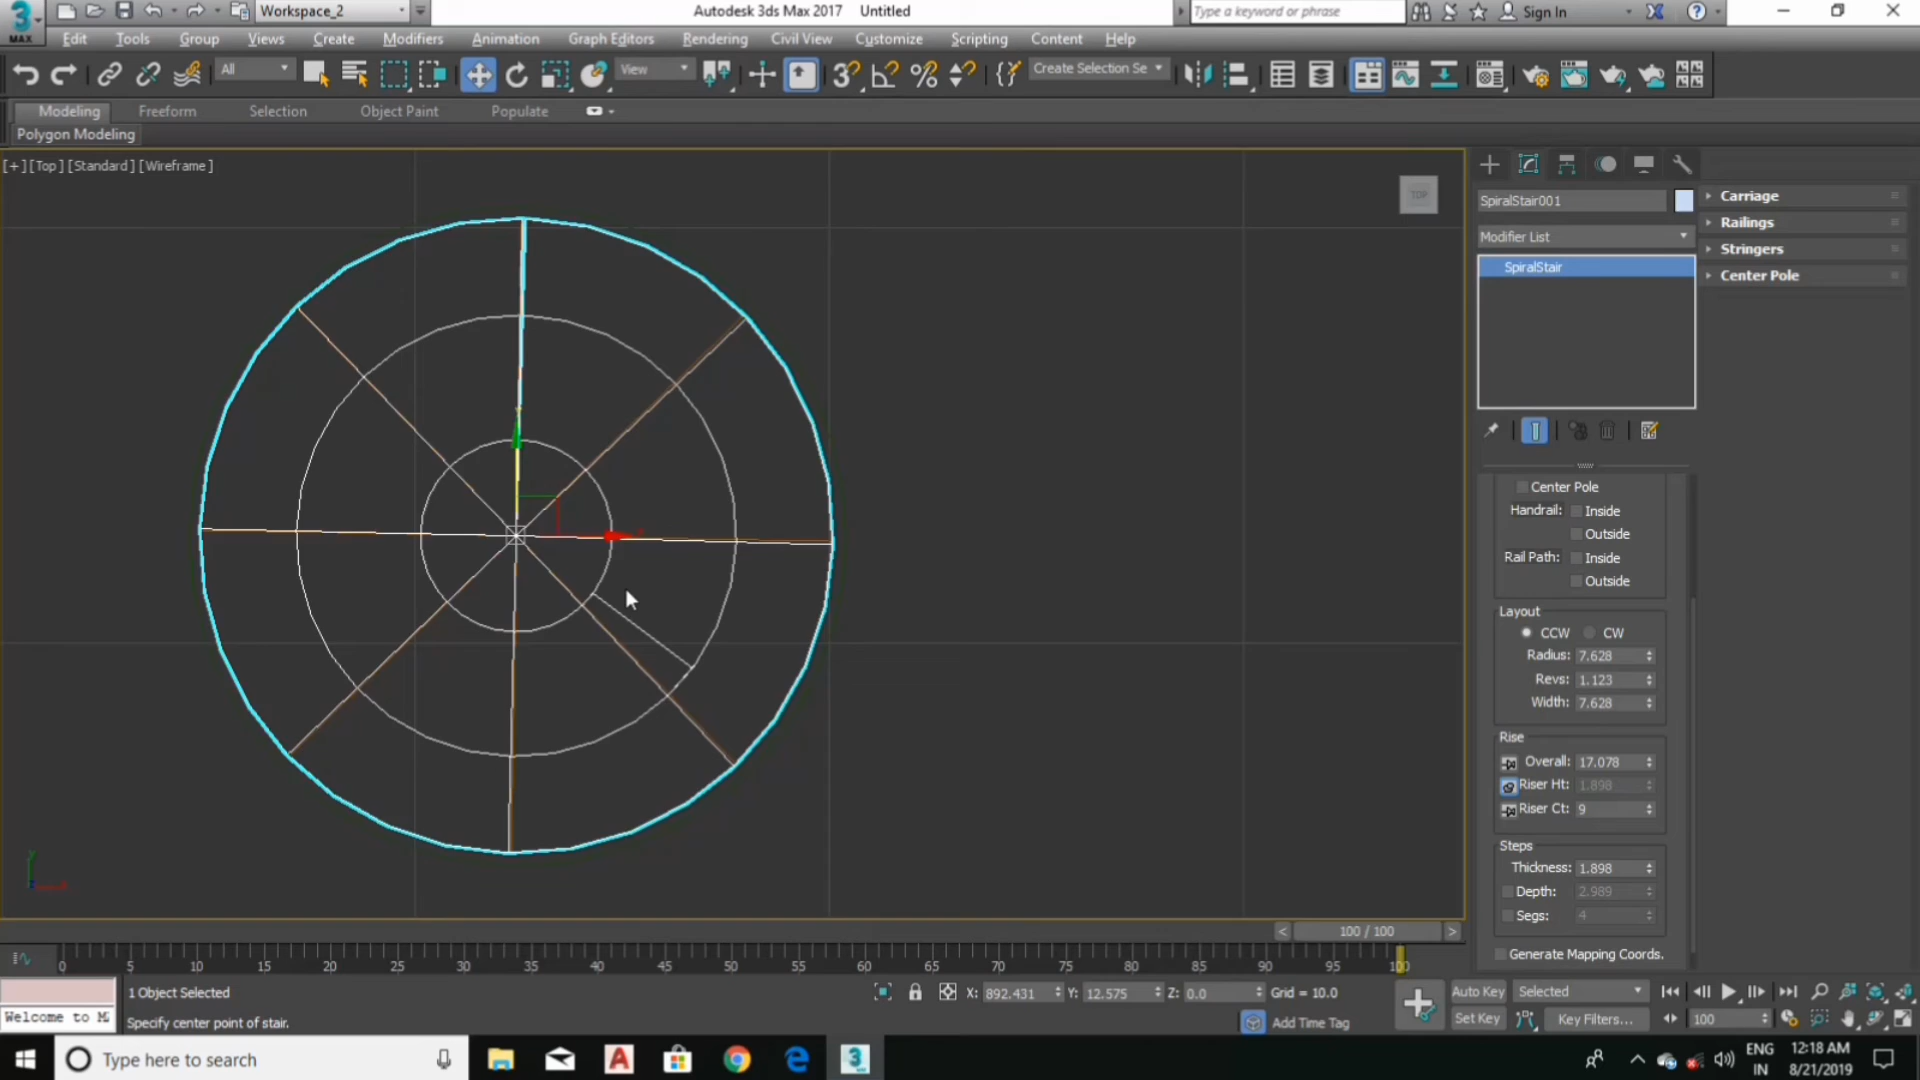 Workspace_2
Autodesk 3ds Max 2017 Untitled
Type a keyword or phrase
Sign In
MAX
Edit Tools Group Views Create Modifiers Animation Graph Editors Rendering Civil View Customize Scripting Content Help
All
View
Create Selection Se
Modeling Freeform Selection Object Paint Populate
Polygon Modeling
[+] [Top] [Standard] [Wireframe]
TOP
SpiralStair001
Modifier List
SpiralStair
Carriage
Railings
Stringers
Center Pole
Center Pole
Handrail: Inside
Outside
Rail Path: Inside
Outside
Layout
CCW CW
Radius: 7.628
Revs: 1.123
Width: 7.628
Rise
Overall: 17.078
Riser Ht: 1.898
Riser Ct: 9
Steps
Thickness: 1.898
Depth: 2.989
Segs: 4
Generate Mapping Coords.
100 / 100
0 5 10 15 20 25 30 35 40 45 50 55 60 65 70 75 80 85 90 95 100
1 Object Selected
X: 892.431 Y: 12.575 Z: 0.0 Grid = 10.0
Auto Key Selected
Welcome to M
Specify center point of stair.
Add Time Tag
Set Key Key Filters... 100
Type here to search
ENG 12:18 AM
IN 8/21/2019